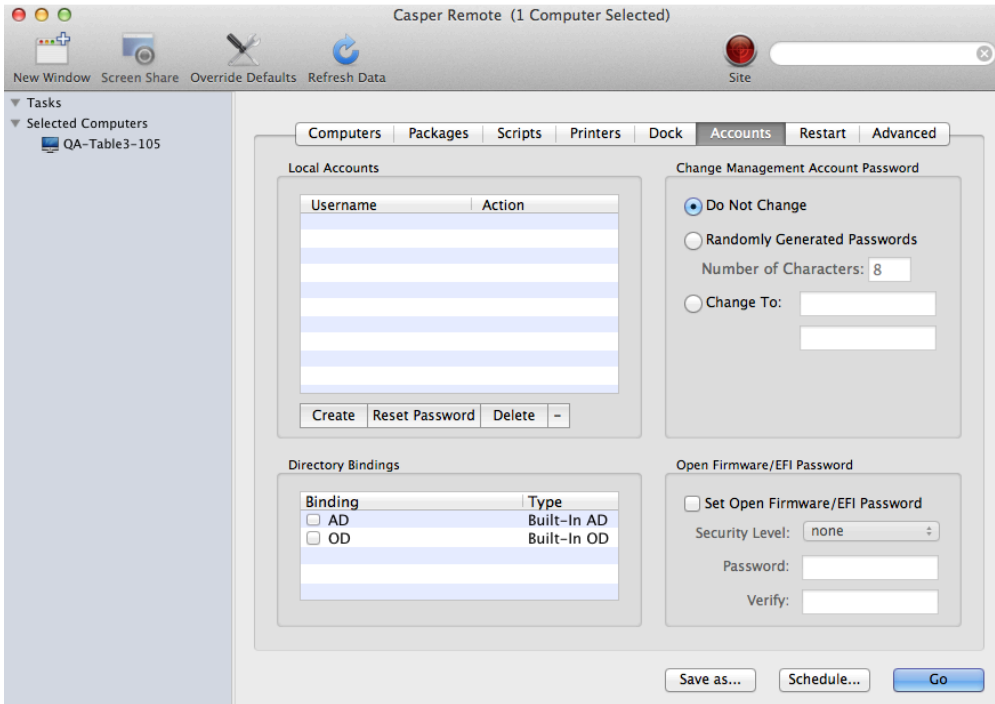 Casper Remote (1 Computer Selected)
New Window Screen Share Override Defaults Refresh Data Site
Tasks
Selected Computers
QA-Table3-105
Computers Packages Scripts Printers Dock Accounts Restart Advanced
Local Accounts
Username Action
Create Reset Password Delete –
Change Management Account Password
Do Not Change
Randomly Generated Passwords
Number of Characters: 8
Change To:
Directory Bindings
Binding Type
AD Built-In AD
OD Built-In OD
Open Firmware/EFI Password
Set Open Firmware/EFI Password
Security Level: none
Password:
Verify:
Save as... Schedule... Go